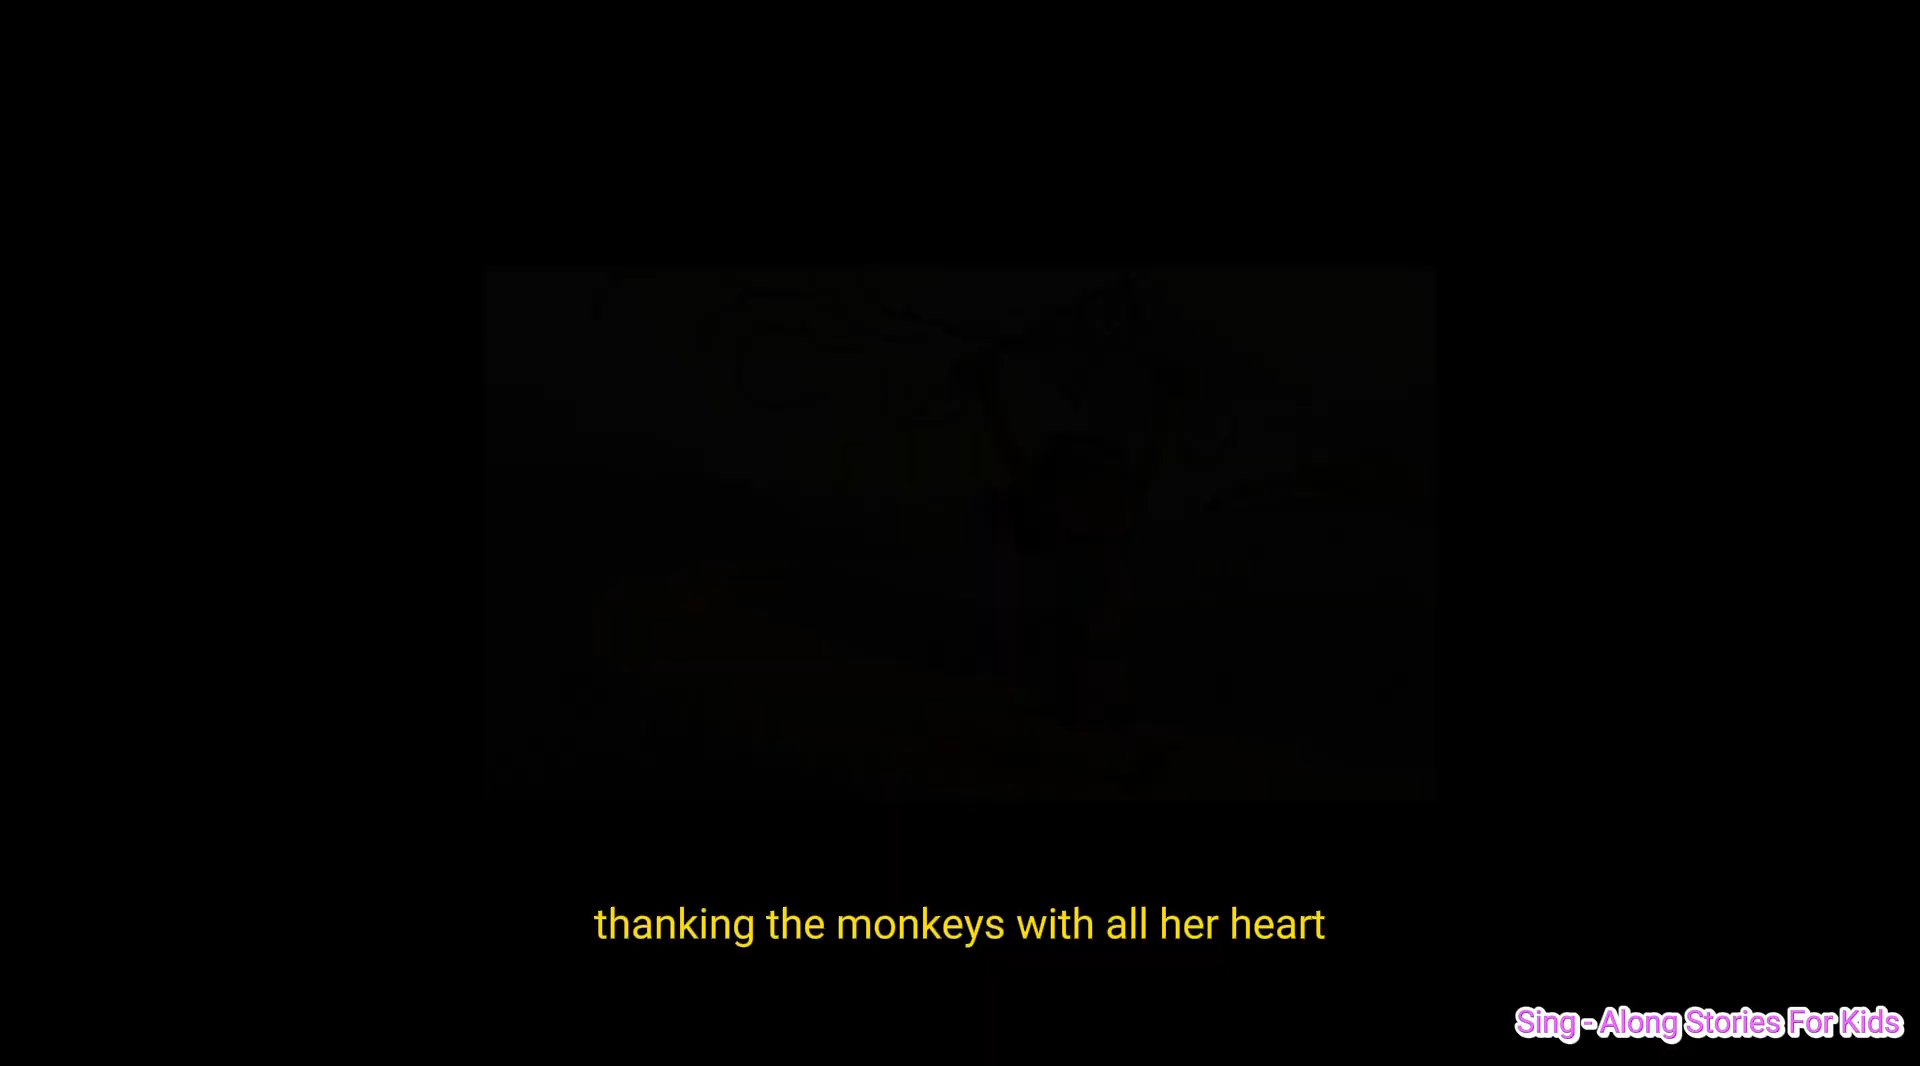 thanking the monkeys with all her heart
Sing - Along Stories For Kids